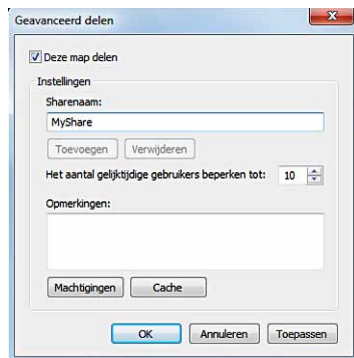 Geavanceerd delen
Deze map delen
Instellingen
Sharenaam:
MyShare
Toevoegen Verwijderen
Het aantal gelijktijdige gebruikers beperken tot: 10
Opmerkingen:
Machtigingen Cache
OK Annuleren Toepassen